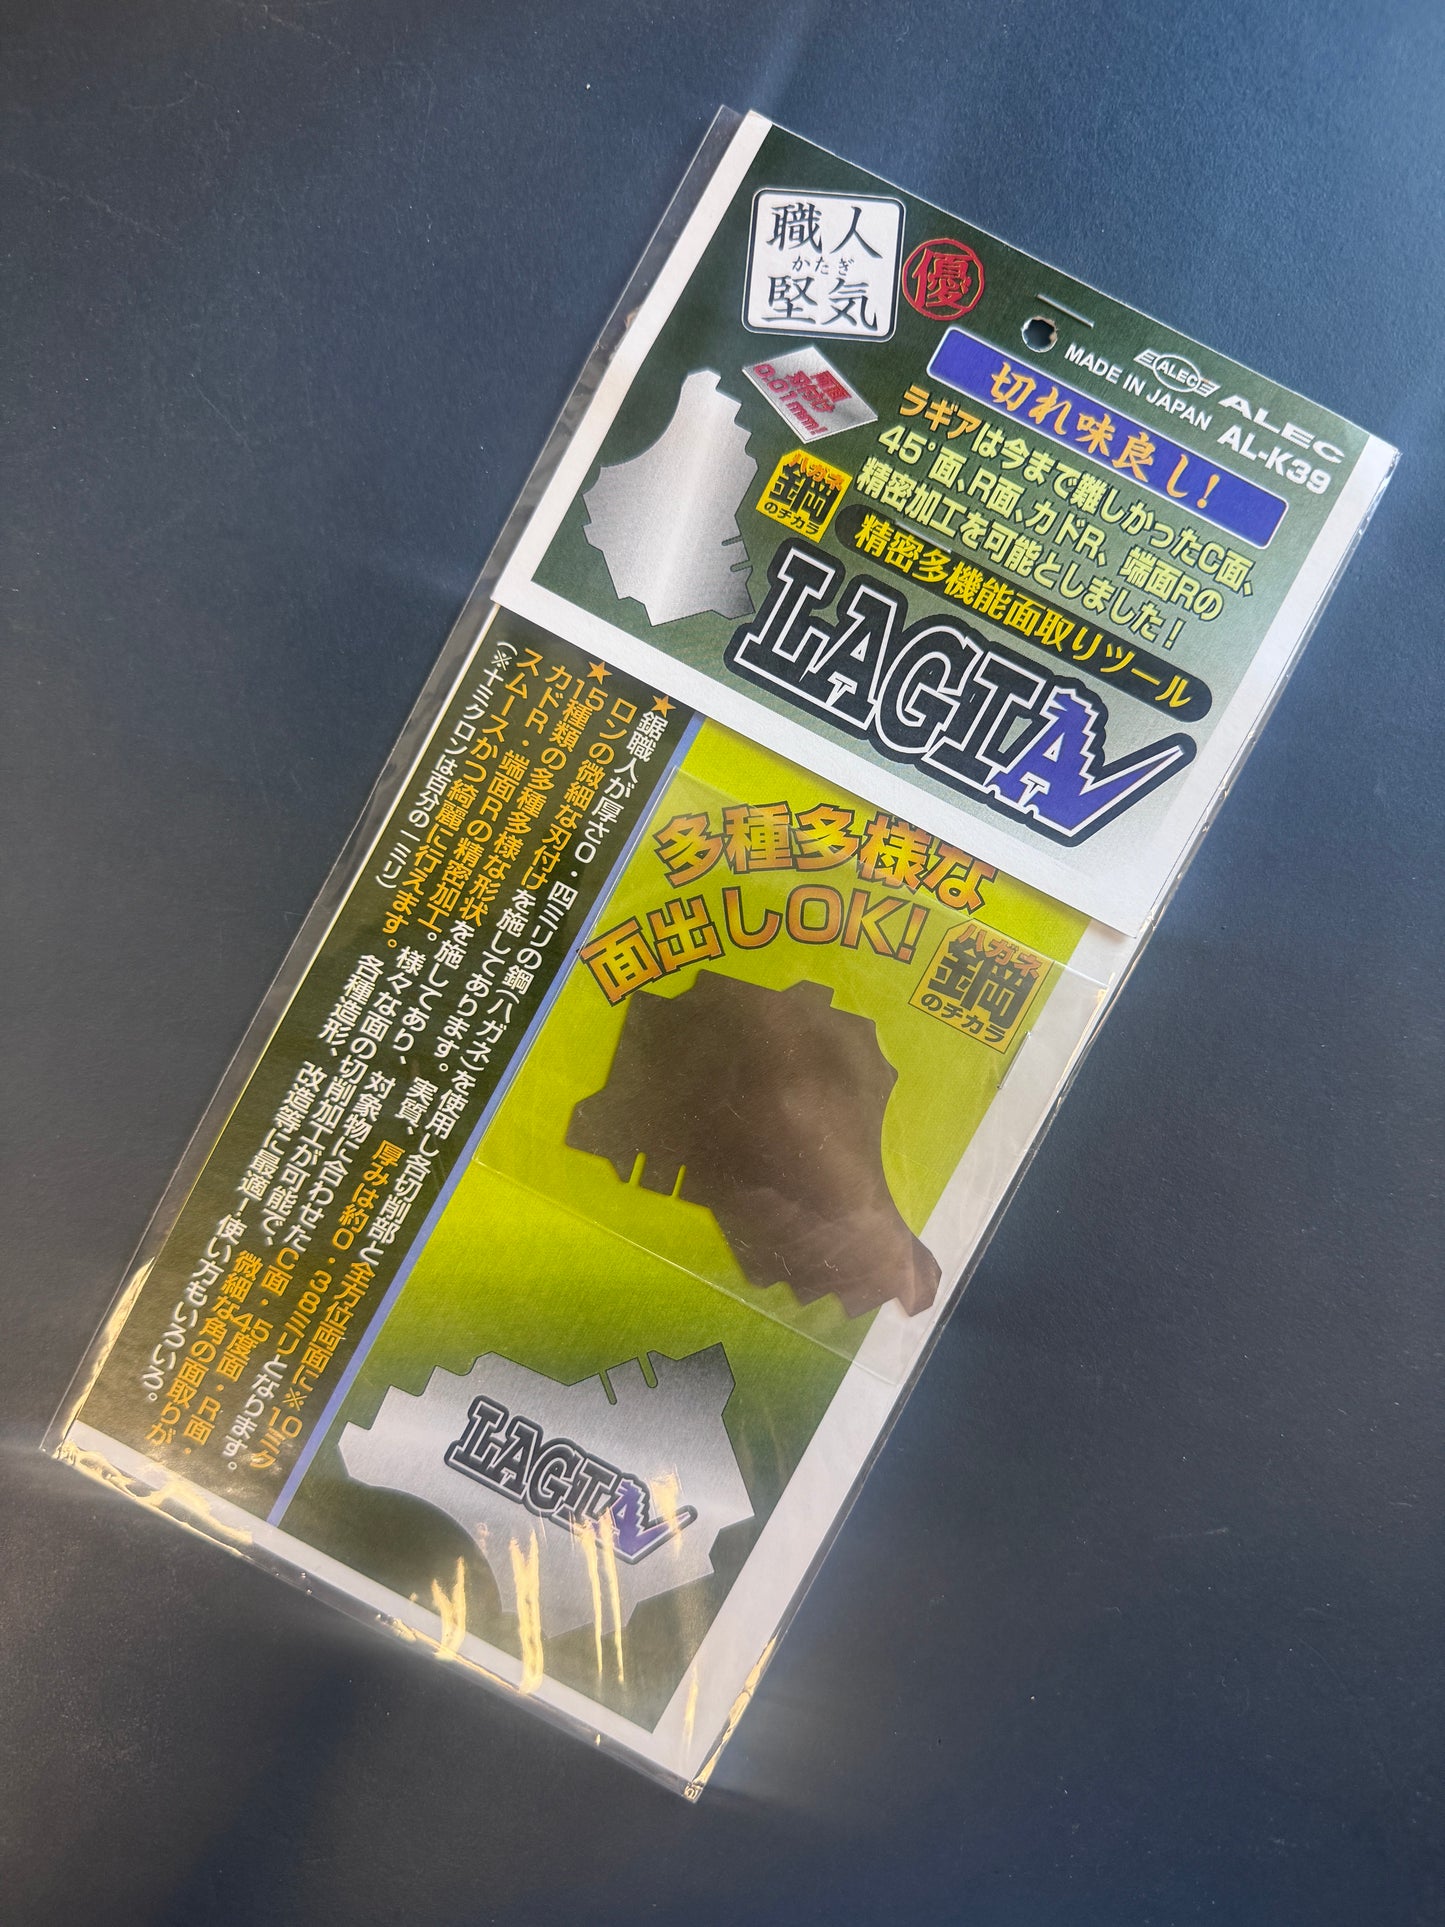 職人
かたぎ
堅気
優
ALEC
ALEC
MADE IN JAPAN
AL-K39
切れ味良し!
0.01mm!
ラギアは今まで難しかったC面、
45°面、R面、カドR、端面Rの
精密加工を可能としました!
ハガネ
鋼
のチカラ
精密多機能面取りツール
LAGIA
★鋸職人が厚さ0・四ミリの鋼(ハガネ)を使用し各切削部と全方位両面に※10ミク
ロンの微細な刃付けを施してあります。実質、厚みは約0・38ミリとなります。
★15種類の多種多様な形状を施してあり、対象物に合わせたC面・45度面・R面・
カドR・端面Rの精密加工。様々な面の切削加工が可能で、微細な角の面取りが
スムースかつ綺麗に行えます。各種造形、改造等に最適!使い方もいろいろ。
(※十ミクロンは百分の一ミリ)
多種多様な
面出しOK!
ハガネ
鋼
のチカラ
LAGIA